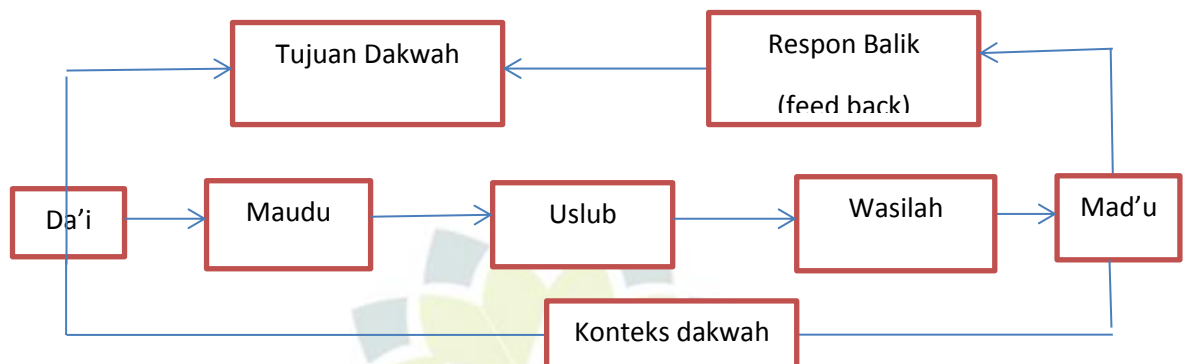 Tujuan Dakwah
Respon Balik
(feed back)
Da'i
Maudu
Uslub
Wasilah
Mad'u
Konteks dakwah